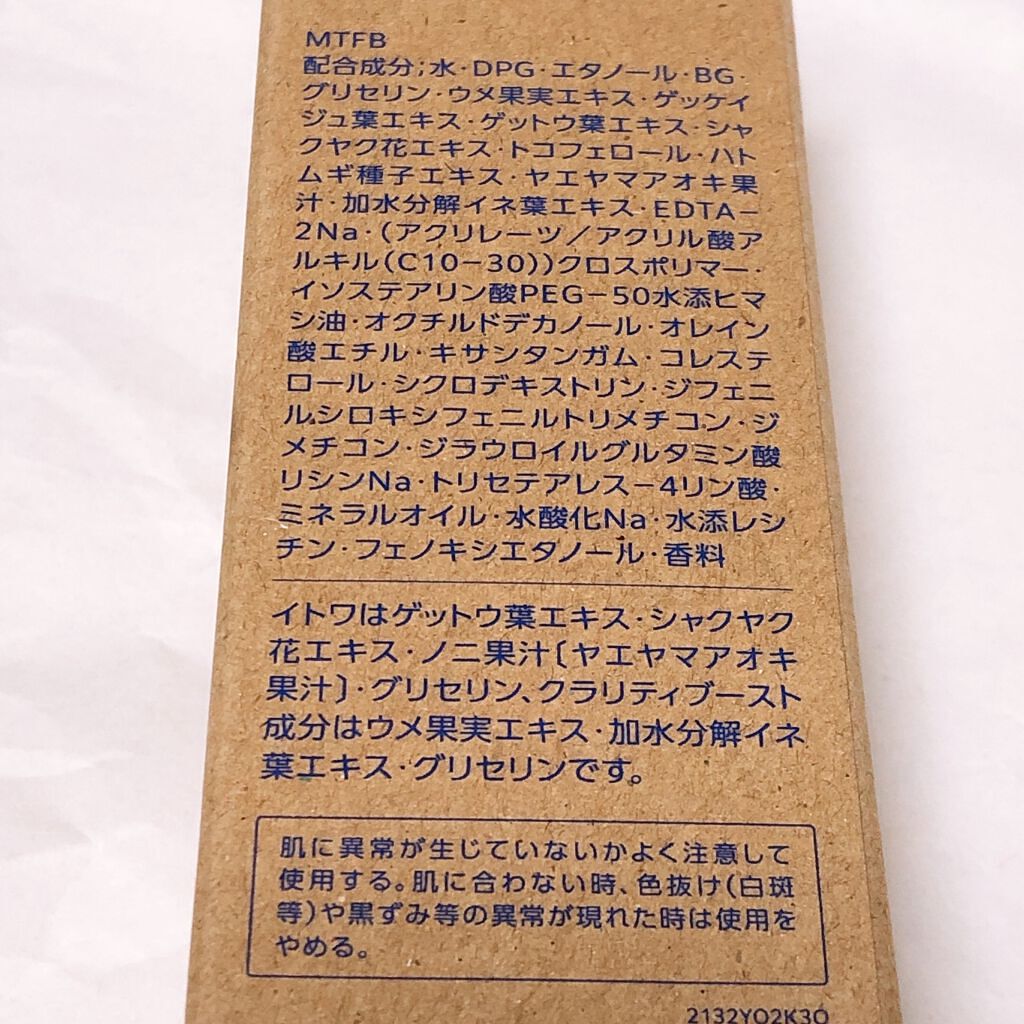 MTFB
配合成分;水・DPG・エタノール・BG・
グリセリン・ウメ果実エキス・ゲッケイ
ジュ葉エキス・ゲットウ葉エキス・シャ
クヤク花エキス・トコフェロール・ハト
ムギ種子エキス・ヤエヤマアオキ果
汁・加水分解イネ葉エキス・EDTA−
2Na・(アクリレーツ/アクリル酸ア
ルキル(C10−30))クロスポリマー・
イソステアリン酸PEG−50水添ヒマ
シ油・オクチルドデカノール・オレイン
酸エチル・キサンタンガム・コレステ
ロール・シクロデキストリン・ジフェニ
ルシロキシフェニルトリメチコン・ジ
メチコン・ジラウロイルグルタミン酸
リシンNa・トリセテアレス−4リン酸・
ミネラルオイル・水酸化Na・水添レシ
チン・フェノキシエタノール・香料
イトワはゲットウ葉エキス・シャクヤク
花エキス・ノニ果汁〔ヤエヤマアオキ
果汁〕・グリセリン、クラリティブースト
成分はウメ果実エキス・加水分解イネ
葉エキス・グリセリンです。
肌に異常が生じていないかよく注意して
使用する。肌に合わない時、色抜け(白斑
等)や黒ずみ等の異常が現れた時は使用を
やめる。
2132YO2K3O